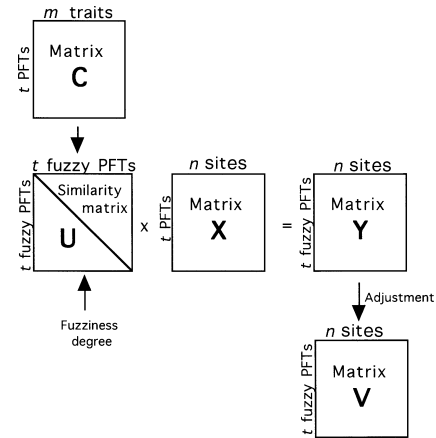 m traits
t PFTs
Matrix
C
t fuzzy PFTs
t fuzzy PFTs
Similarity
matrix
U
x
n sites
t PFTs
Matrix
X
=
n sites
t fuzzy PFTs
Matrix
Y
Fuzziness
degree
Adjustment
n sites
t fuzzy PFTs
Matrix
V